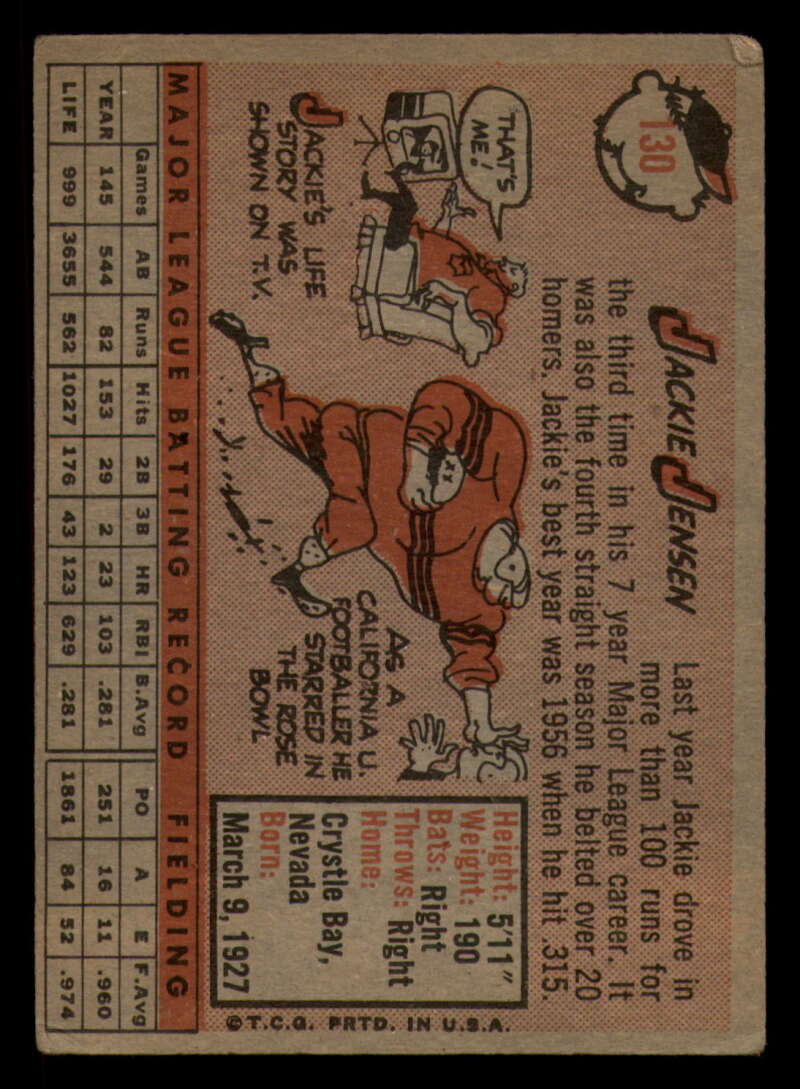 130
JACKIE JENSEN
Last year Jackie drove in
more than 100 runs for
the third time in his 7 year Major League career. It
was also the fourth straight season he belted over 20
homers. Jackie's best year was 1956 when he hit .315.
THAT'S
ME!
JACKIE'S LIFE
STORY WAS
SHOWN ON T.V.
AS A
CALIFORNIA U.
FOOTBALLER HE
STARRED IN
THE ROSE
BOWL
Height: 5'11"
Weight: 190
Bats: Right
Throws: Right
Home:
Crystle Bay,
Nevada
Born:
March 9, 1927
©T.C.G. PRTD. IN U.S.A.
MAJOR LEAGUE BATTING RECORD FIELDING
Games AB Runs Hits 2B 3B HR RBI B.Avg PO A E F.Avg
YEAR 145 544 82 153 29 2 23 103 .281 251 16 11 .960
LIFE 999 3655 562 1027 176 43 123 629 .281 1861 84 52 .974